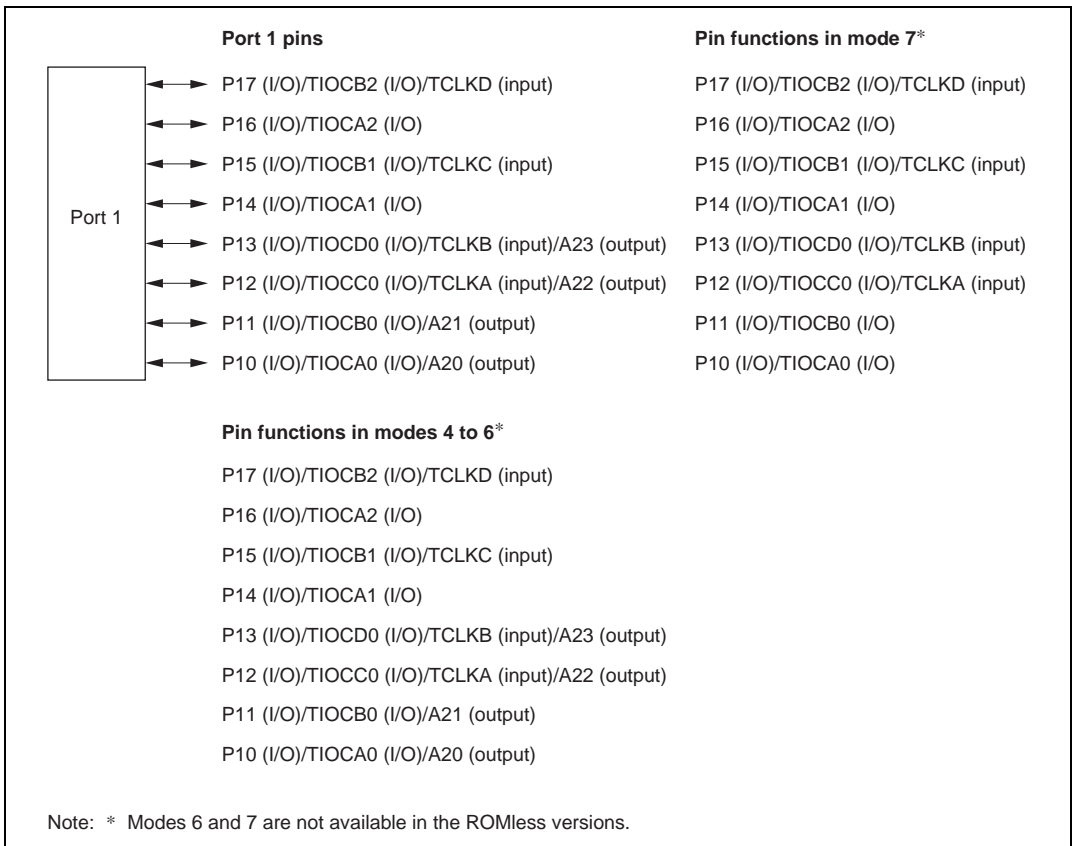 Port 1 pins
Pin functions in mode 7*
Port 1
P17 (I/O)/TIOCB2 (I/O)/TCLKD (input)
P17 (I/O)/TIOCB2 (I/O)/TCLKD (input)
P16 (I/O)/TIOCA2 (I/O)
P16 (I/O)/TIOCA2 (I/O)
P15 (I/O)/TIOCB1 (I/O)/TCLKC (input)
P15 (I/O)/TIOCB1 (I/O)/TCLKC (input)
P14 (I/O)/TIOCA1 (I/O)
P14 (I/O)/TIOCA1 (I/O)
P13 (I/O)/TIOCD0 (I/O)/TCLKB (input)/A23 (output)
P13 (I/O)/TIOCD0 (I/O)/TCLKB (input)
P12 (I/O)/TIOCC0 (I/O)/TCLKA (input)/A22 (output)
P12 (I/O)/TIOCC0 (I/O)/TCLKA (input)
P11 (I/O)/TIOCB0 (I/O)/A21 (output)
P11 (I/O)/TIOCB0 (I/O)
P10 (I/O)/TIOCA0 (I/O)/A20 (output)
P10 (I/O)/TIOCA0 (I/O)
Pin functions in modes 4 to 6*
P17 (I/O)/TIOCB2 (I/O)/TCLKD (input)
P16 (I/O)/TIOCA2 (I/O)
P15 (I/O)/TIOCB1 (I/O)/TCLKC (input)
P14 (I/O)/TIOCA1 (I/O)
P13 (I/O)/TIOCD0 (I/O)/TCLKB (input)/A23 (output)
P12 (I/O)/TIOCC0 (I/O)/TCLKA (input)/A22 (output)
P11 (I/O)/TIOCB0 (I/O)/A21 (output)
P10 (I/O)/TIOCA0 (I/O)/A20 (output)
Note: * Modes 6 and 7 are not available in the ROMless versions.